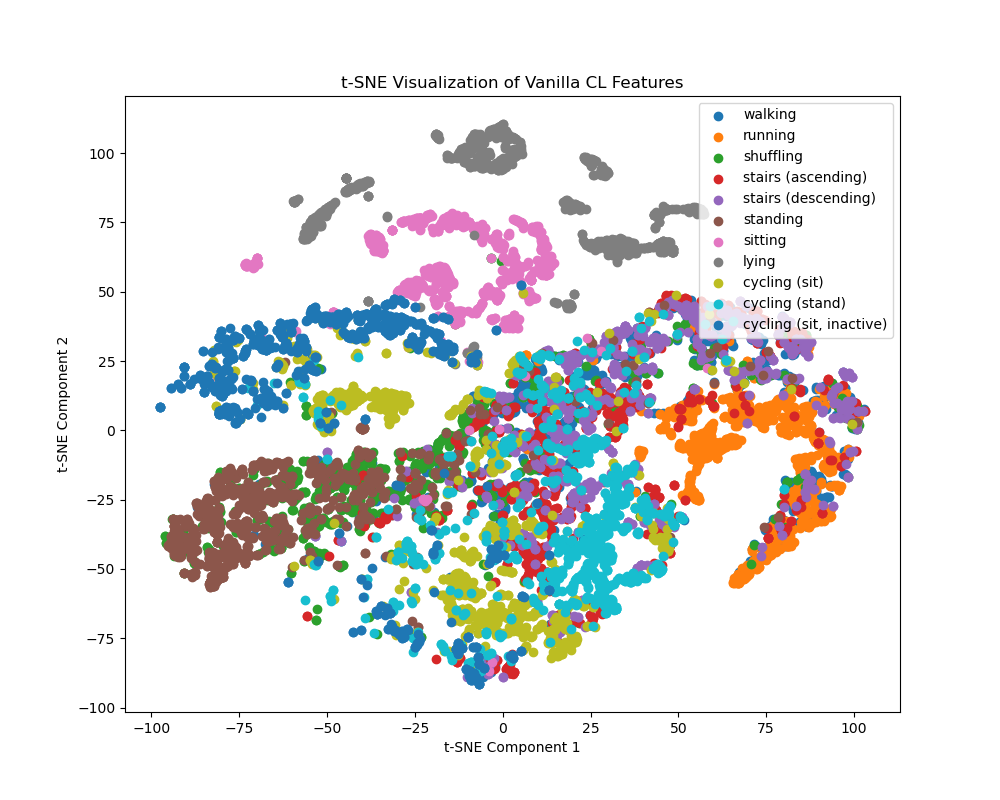 t-SNE Visualization of Vanilla CL Features
walking
running
shuffling
stairs (ascending)
stairs (descending)
standing
sitting
lying
cycling (sit)
cycling (stand)
cycling (sit, inactive)
100
75
50
25
0
−25
−50
−75
−100
t-SNE Component 2
−100
−75
−50
−25
0
25
50
75
100
t-SNE Component 1